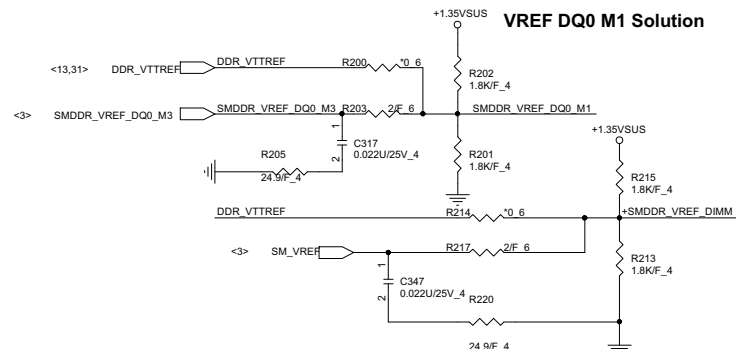 +1.35VSUS
VREF DQ0 M1 Solution
<13,31> DDR_VTTREF DDR_VTTREF R200 *0_6
R202
1.8K/F_4
<3> SMDDR_VREF_DQ0_M3 SMDDR_VREF_DQ0_M3 R203 2/F_6 SMDDR_VREF_DQ0_M1
1
C317
0.022U/25V_4
2
R205
24.9/F_4
R201
1.8K/F_4
+1.35VSUS
R215
1.8K/F_4
DDR_VTTREF R214 *0_6 +SMDDR_VREF_DIMM
<3> SM_VREF R217 2/F_6
R213
1.8K/F_4
1
C347
0.022U/25V_4
2
R220
24.9/F_4